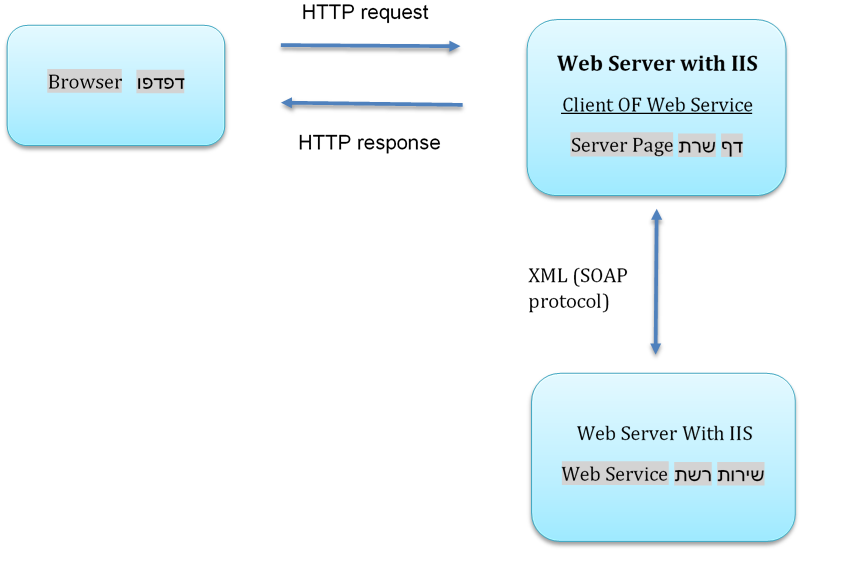 HTTP request
Browser דפדפו
HTTP response
Web Server with IIS
Client OF Web Service
Server Page דף שרת
XML (SOAP
protocol)
Web Server With IIS
Web Service שירות רשת